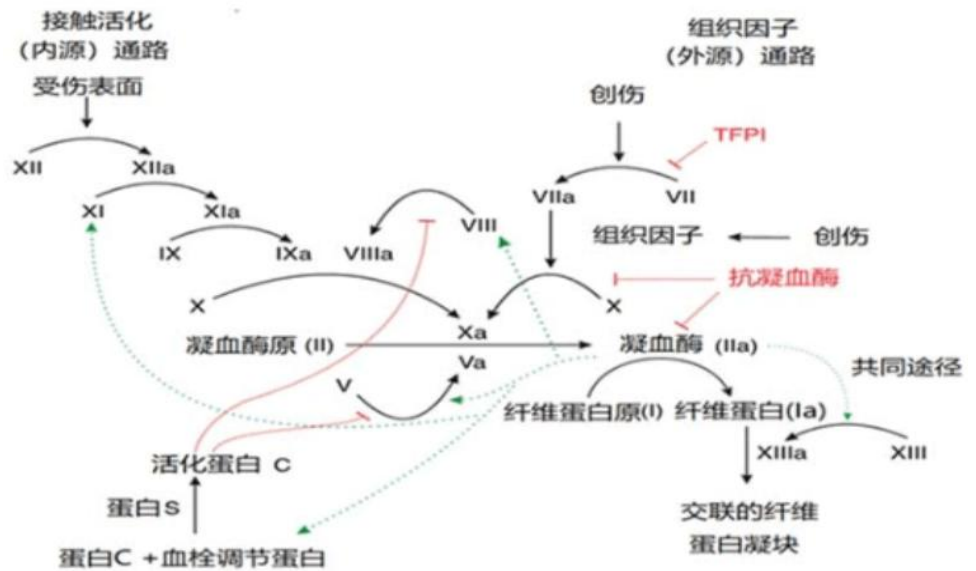 接触活化
（内源）通路
受伤表面
组织因子
（外源）通路
创伤
TFPI
XII
XIIa
VIIa
VII
XI
XIa
VIII
组织因子
创伤
IX
IXa
VIIIa
抗凝血酶
X
X
Xa
凝血酶原 (II)
凝血酶 (IIa)
Va
共同途径
V
纤维蛋白原(I)
纤维蛋白(Ia)
XIIIa
XIII
活化蛋白 C
蛋白S
交联的纤维
蛋白凝块
蛋白C +血栓调节蛋白